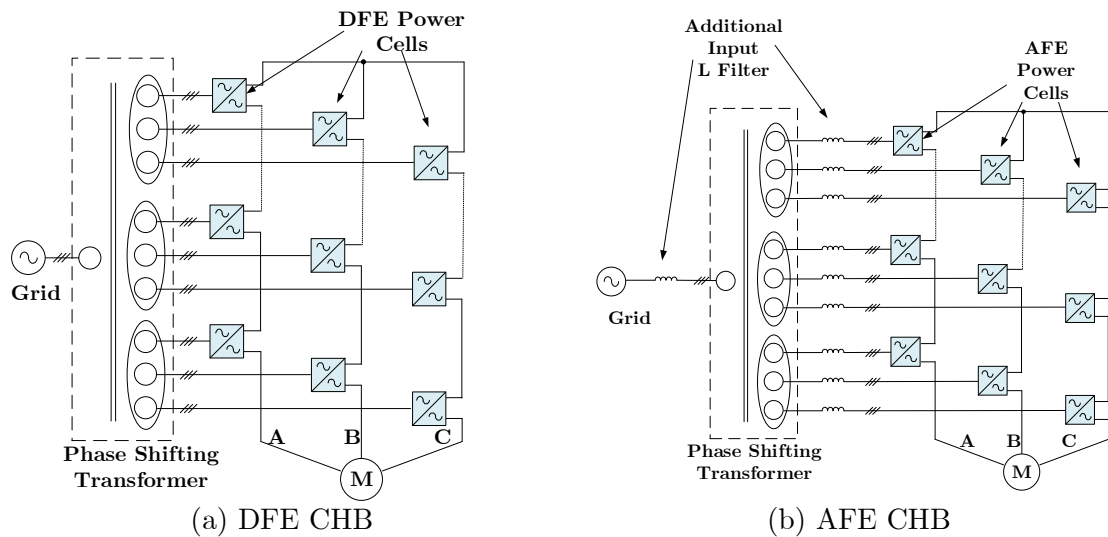 DFE Power
Cells
Grid
A
B
C
Phase Shifting
Transformer
M
(a) DFE CHB
Additional
Input
L Filter
AFE
Power
Cells
Grid
A
B
C
Phase Shifting
Transformer
M
(b) AFE CHB